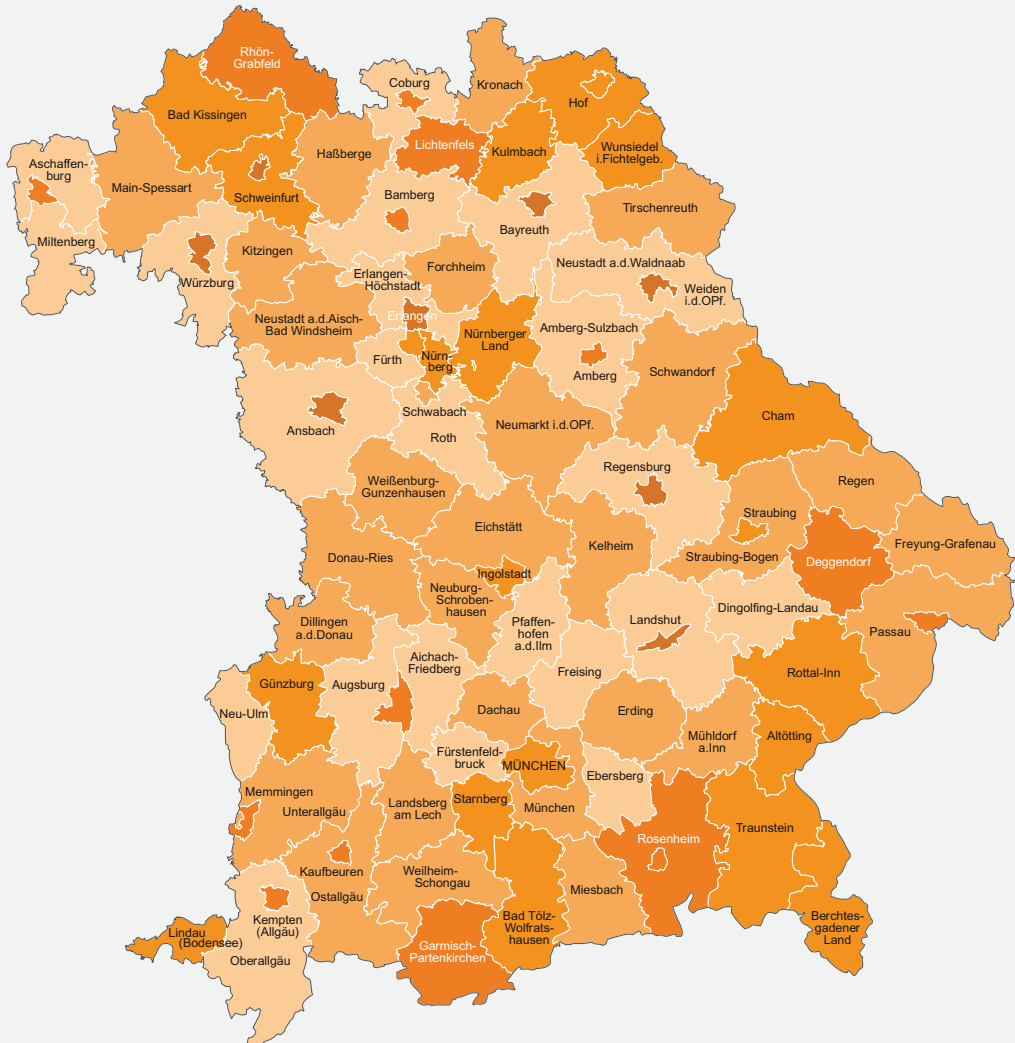 Rhön-
Grabfeld
Coburg
Kronach
Hof
Bad Kissingen
Lichtenfels
Kulmbach
Wunsiedel
i.Fichtelgeb.
Haßberge
Aschaffen-
burg
Main-Spessart
Schweinfurt
Bamberg
Tirschenreuth
Bayreuth
Miltenberg
Kitzingen
Würzburg
Erlangen-
Höchstadt
Forchheim
Neustadt a.d.Waldnaab
Weiden
i.d.OPf.
Neustadt a.d.Aisch-
Bad Windsheim
Erlangen
Nürnberger
Land
Amberg-Sulzbach
Fürth
Nürn-
berg
Amberg
Schwandorf
Cham
Ansbach
Schwabach
Roth
Neumarkt i.d.OPf.
Regensburg
Regen
Weißenburg-
Gunzenhausen
Straubing
Eichstätt
Kelheim
Straubing-Bogen
Freyung-Grafenau
Donau-Ries
Deggendorf
Ingolstadt
Neuburg-
Schroben-
hausen
Dingolfing-Landau
Dillingen
a.d.Donau
Pfaffen-
hofen
a.d.Ilm
Landshut
Passau
Aichach-
Friedberg
Freising
Rottal-Inn
Günzburg
Augsburg
Neu-Ulm
Dachau
Erding
Mühldorf
a.Inn
Altötting
Fürstenfeld-
bruck
MÜNCHEN
Ebersberg
Memmingen
Unterallgäu
Landsberg
am Lech
Starnberg
München
Traunstein
Rosenheim
Kaufbeuren
Ostallgäu
Weilheim-
Schongau
Miesbach
Kempten
(Allgäu)
Bad Tölz-
Wolfrats-
hausen
Berchtes-
gadener
Land
Lindau
(Bodensee)
Oberallgäu
Garmisch-
Partenkirchen